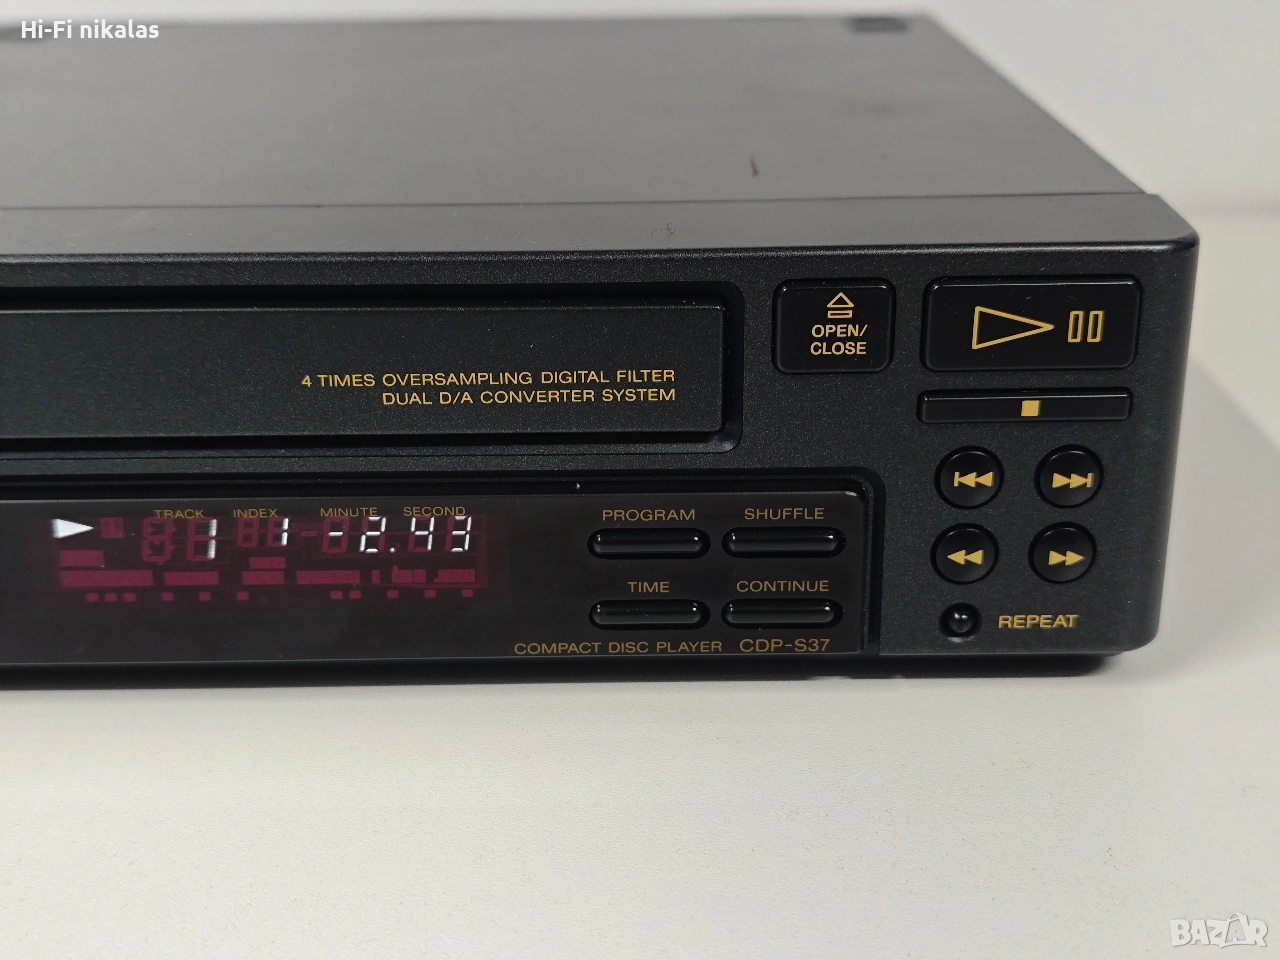 Hi-Fi nikalas
OPEN/
CLOSE
4 TIMES OVERSAMPLING DIGITAL FILTER
DUAL D/A CONVERTER SYSTEM
TRACK INDEX MINUTE SECOND
1 1 -2.43
PROGRAM SHUFFLE
TIME CONTINUE
REPEAT
COMPACT DISC PLAYER CDP-S37
BAZAR